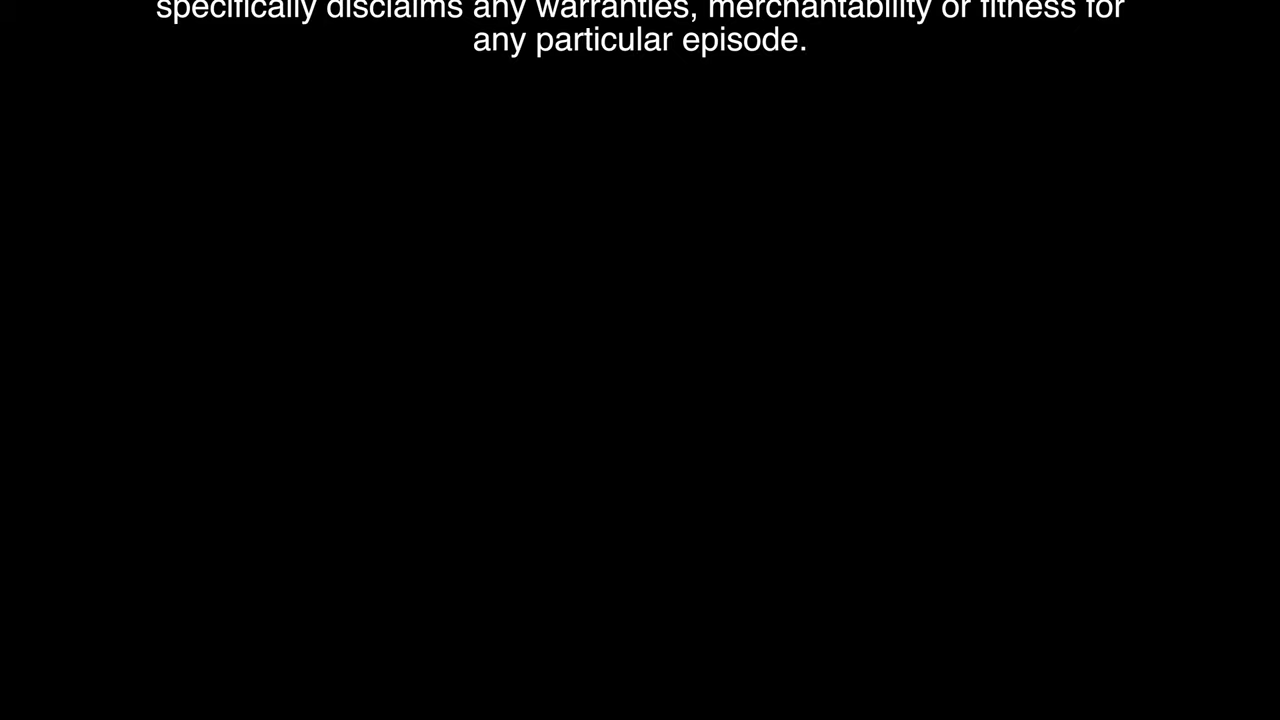 specifically disclaims any warranties, merchantability or fitness for
any particular episode.